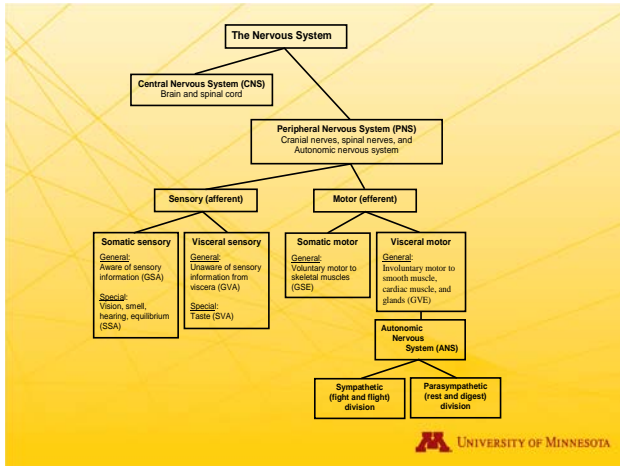 The Nervous System
Central Nervous System (CNS)
Brain and spinal cord
Peripheral Nervous System (PNS)
Cranial nerves, spinal nerves, and
Autonomic nervous system
Sensory (afferent)
Motor (efferent)
Somatic sensory
General:
Aware of sensory
information (GSA)
Special:
Vision, smell,
hearing, equilibrium
(SSA)
Visceral sensory
General:
Unaware of sensory
information from
viscera (GVA)
Special:
Taste (SVA)
Somatic motor
General:
Voluntary motor to
skeletal muscles
(GSE)
Visceral motor
General:
Involuntary motor to
smooth muscle,
cardiac muscle, and
glands (GVE)
Autonomic
Nervous
System (ANS)
Sympathetic
(fight and flight)
division
Parasympathetic
(rest and digest)
division
M UNIVERSITY OF MINNESOTA